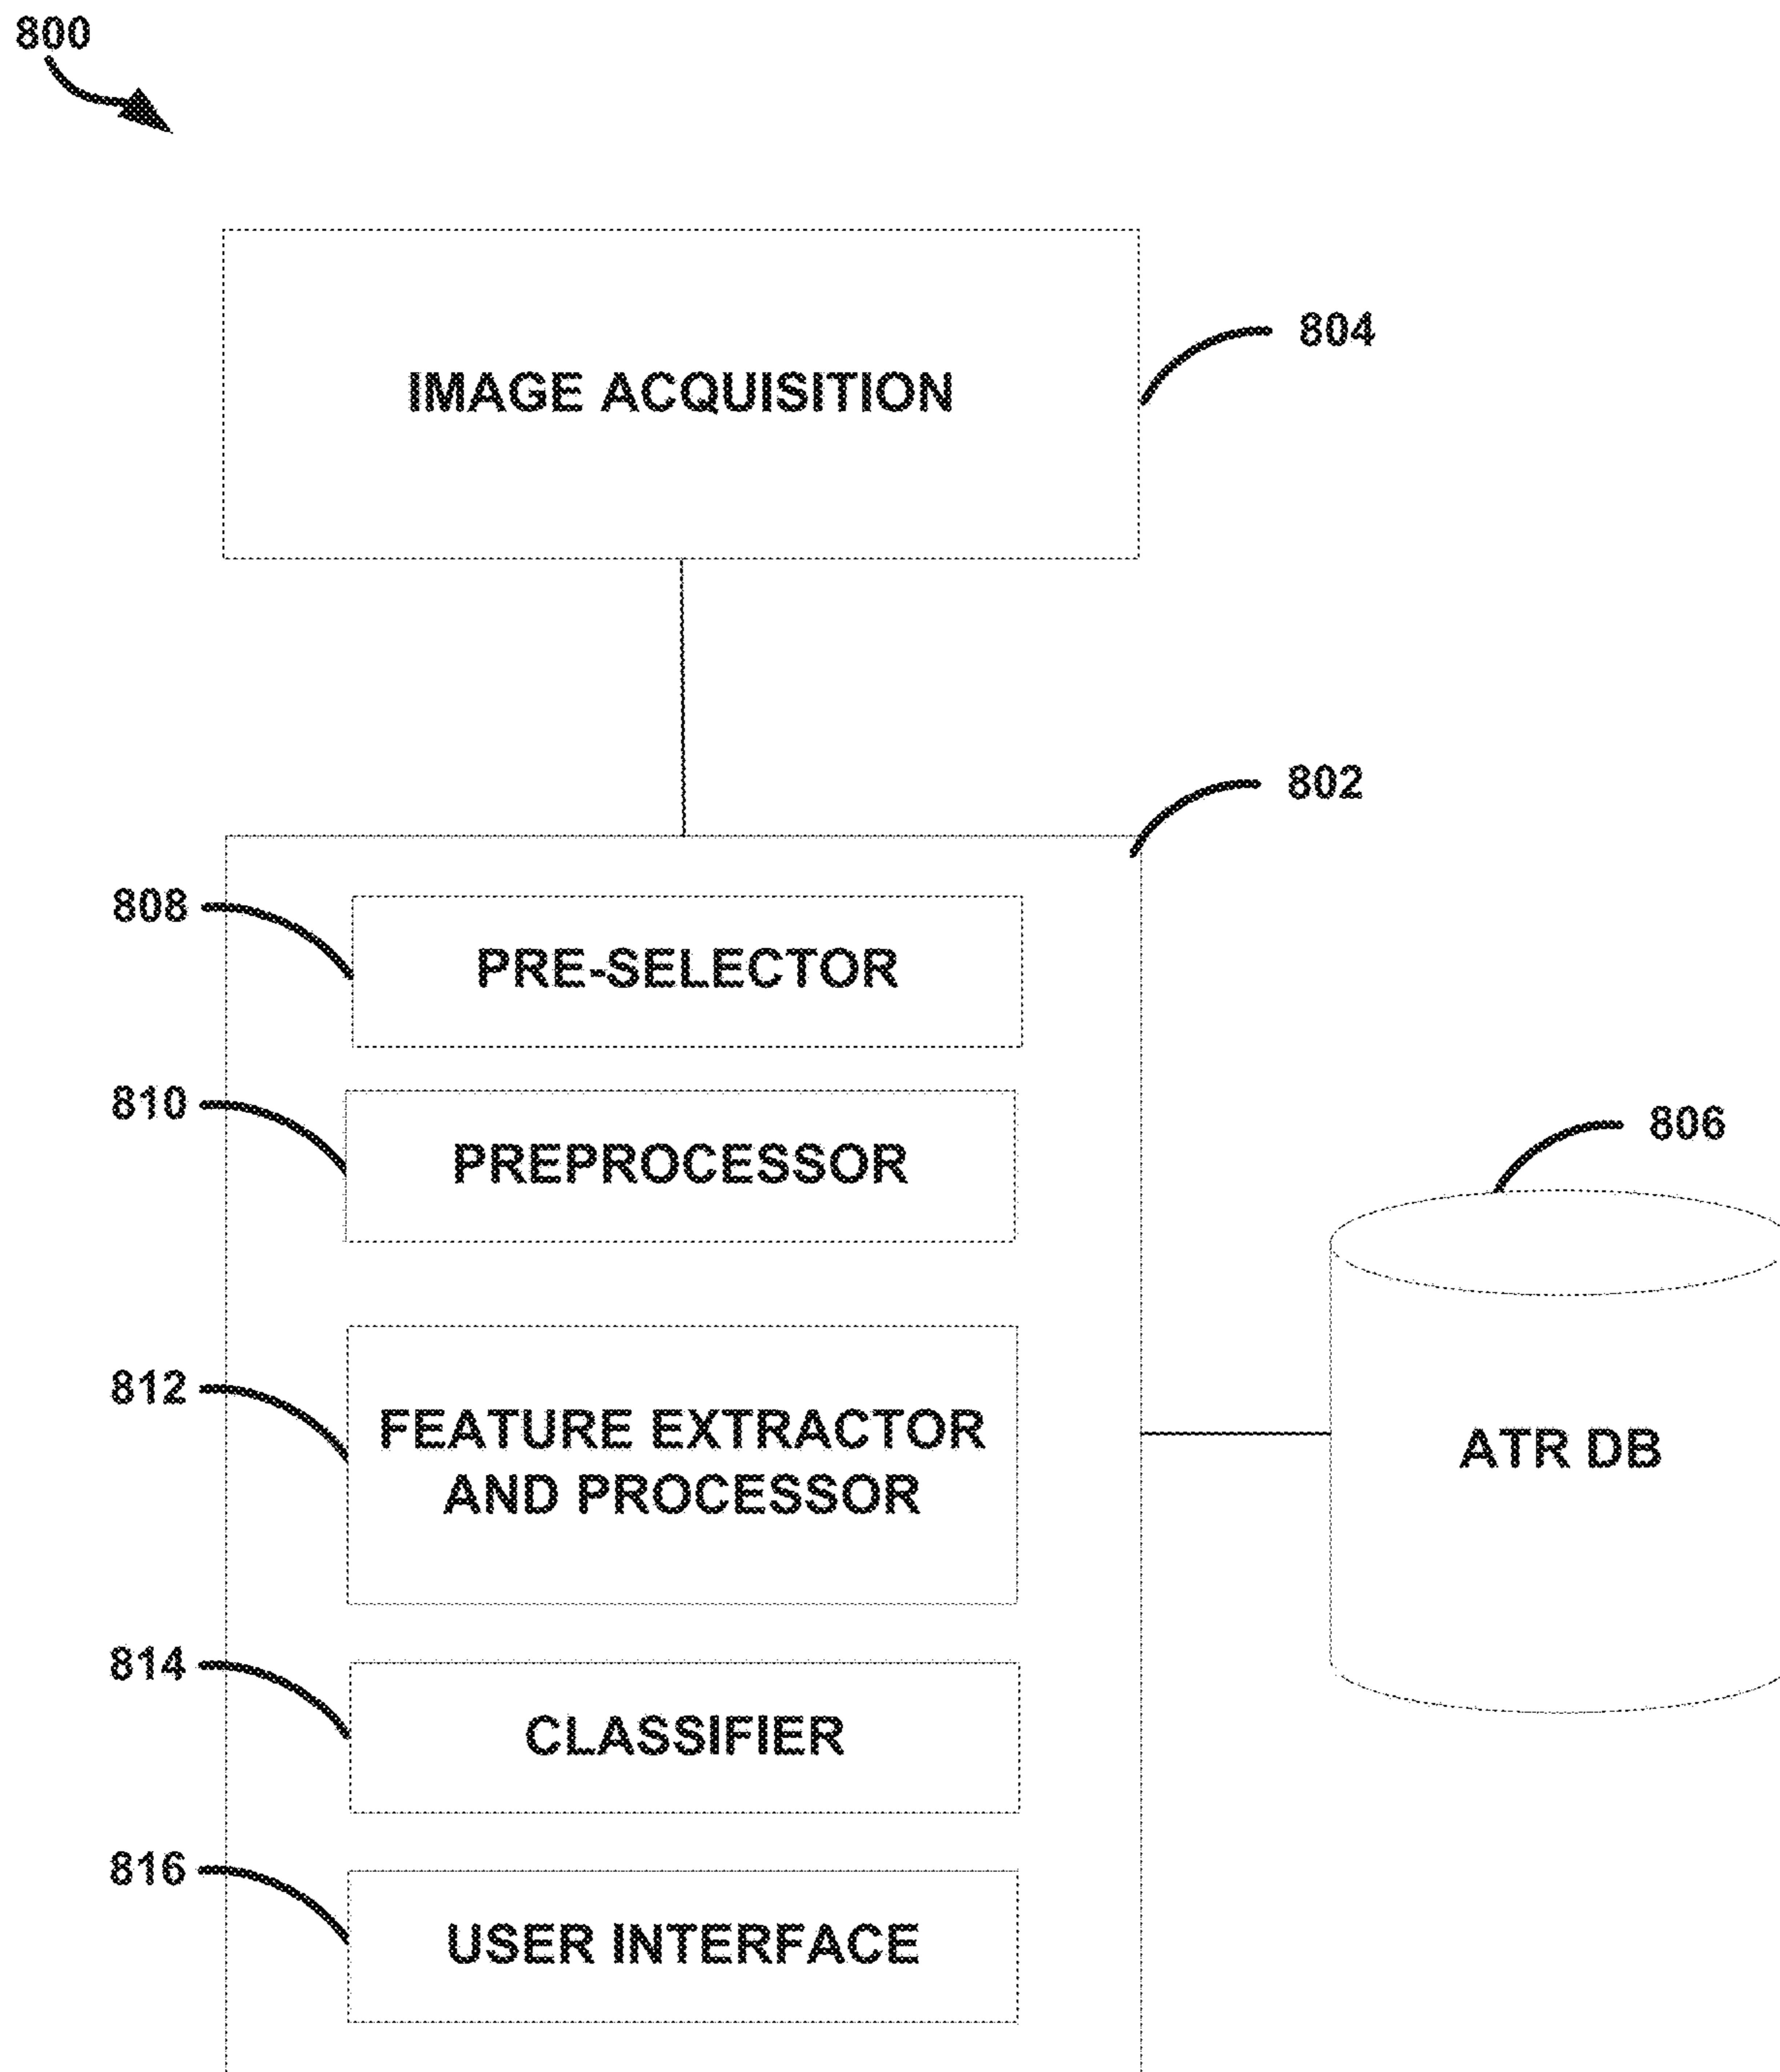 800
IMAGE ACQUISITION
804
802
808
PRE-SELECTOR
810
PREPROCESSOR
806
812
FEATURE EXTRACTOR
AND PROCESSOR
ATR DB
814
CLASSIFIER
816
USER INTERFACE